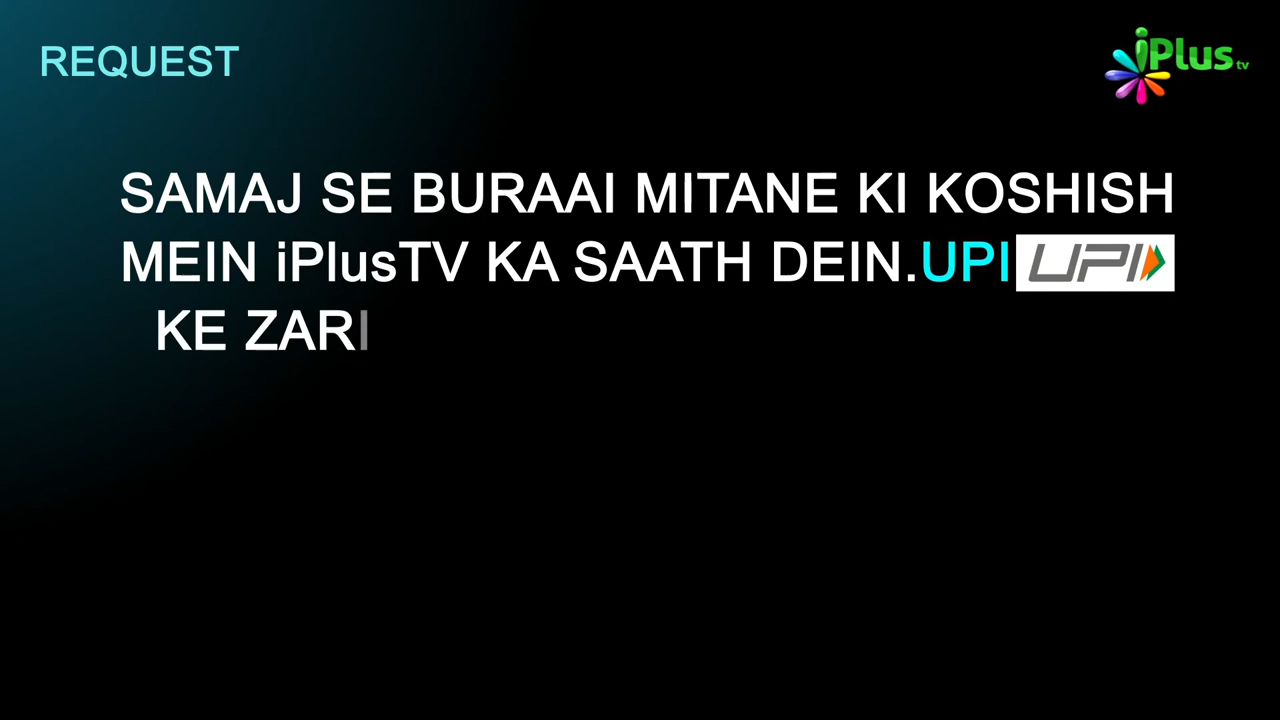 REQUEST
iPlus tv
SAMAJ SE BURAAI MITANE KI KOSHISH
MEIN iPlusTV KA SAATH DEIN.UPI UPI
KE ZARI